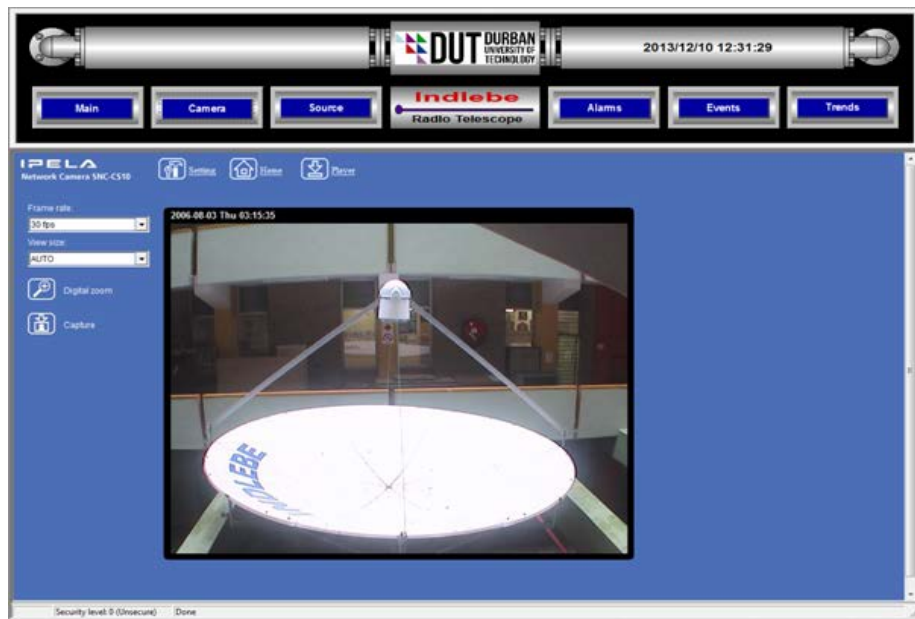 DUT DURBAN UNIVERSITY OF TECHNOLOGY
2013/12/10 12:31:29
Main
Camera
Source
Indlebe
Radio Telescope
Alarms
Events
Trends
IPELA
Network Camera SNC-CS10
Setting
Home
Player
Frame rate:
30 fps
View size:
AUTO
Digital zoom
Capture
2006-08-03 Thu 03:15:35
INDLEBE
Security level: 0 (Unsecure)
Done